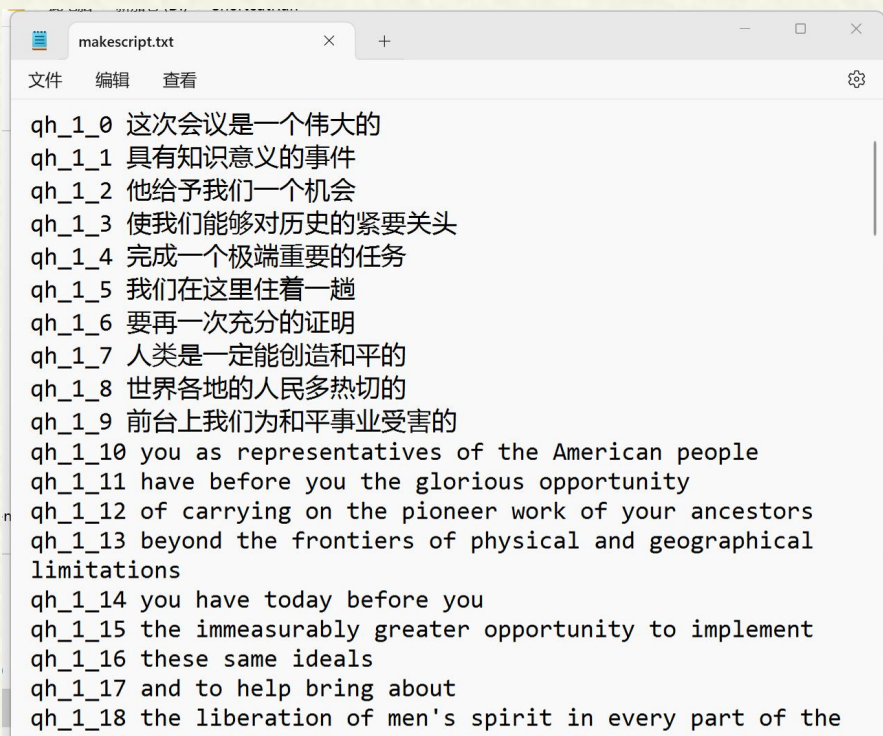 makescript.txt
文件 编辑 查看
qh_1_0 这次会议是一个伟大的
qh_1_1 具有知识意义的事件
qh_1_2 他给予我们一个机会
qh_1_3 使我们能够对历史的紧要关头
qh_1_4 完成一个极端重要的任务
qh_1_5 我们在这里住着一趟
qh_1_6 要再一次充分的证明
qh_1_7 人类是一定能创造和平的
qh_1_8 世界各地的人民多热切的
qh_1_9 前台上我们为和平事业受害的
qh_1_10 you as representatives of the American people
qh_1_11 have before you the glorious opportunity
qh_1_12 of carrying on the pioneer work of your ancestors
qh_1_13 beyond the frontiers of physical and geographical
limitations
qh_1_14 you have today before you
qh_1_15 the immeasurably greater opportunity to implement
qh_1_16 these same ideals
qh_1_17 and to help bring about
qh_1_18 the liberation of men's spirit in every part of the